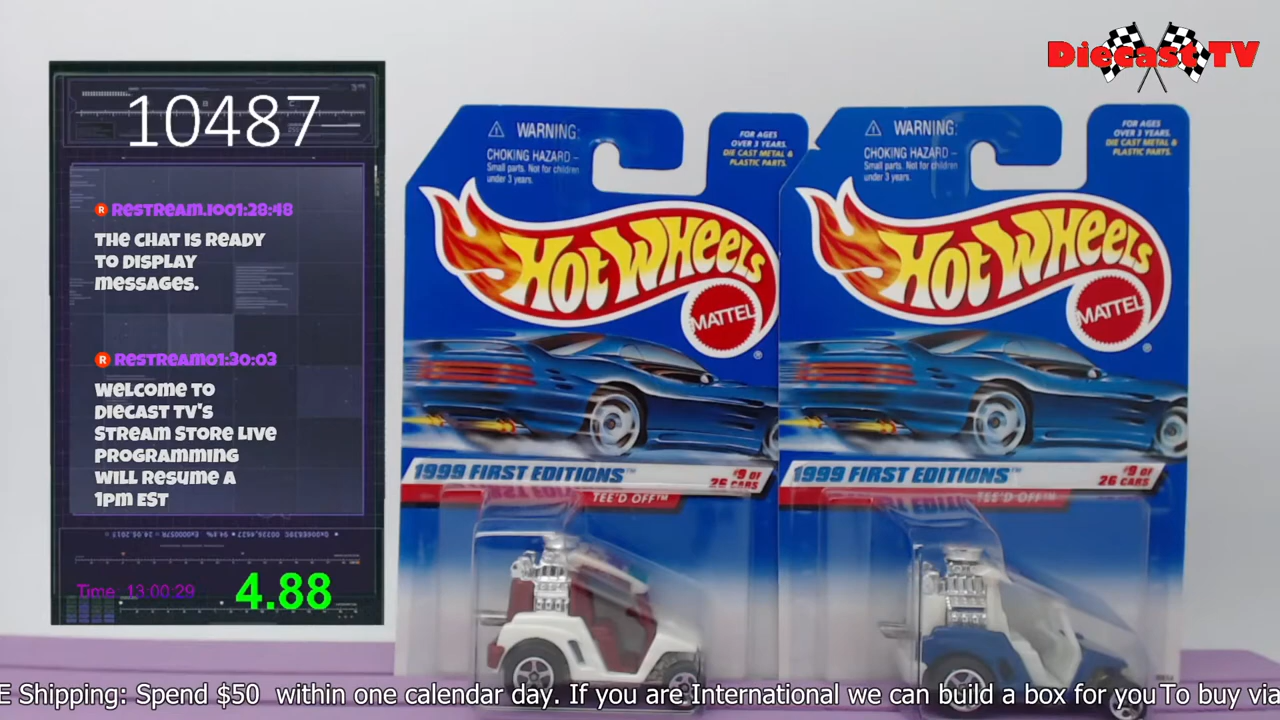 Diecast TV
10487
Restream.io01:28:48
THE CHAT IS READY
TO DISPLAY
MESSAGES.
Restream01:30:03
WELCOME TO
DIECAST TV'S
STREAM STORE LIVE
PROGRAMMING
WILL RESUME A
1PM EST
Time: 13:00:29
4.88
WARNING:
CHOKING HAZARD –
Small parts. Not for children
under 3 years.
FOR AGES
OVER 3 YEARS.
DIE CAST METAL &
PLASTIC PARTS.
HOT WHEELS
MATTEL
®
1999 FIRST EDITIONS™
#9 OF
26 CARS
TEE'D OFF™
WARNING:
CHOKING HAZARD –
Small parts. Not for children
under 3 years.
FOR AGES
OVER 3 YEARS.
DIE CAST METAL &
PLASTIC PARTS.
HOT WHEELS
MATTEL
®
1999 FIRST EDITIONS™
#9 OF
26 CARS
TEE'D OFF™
E Shipping: Spend $50 within one calendar day. If you are International we can build a box for you To buy via